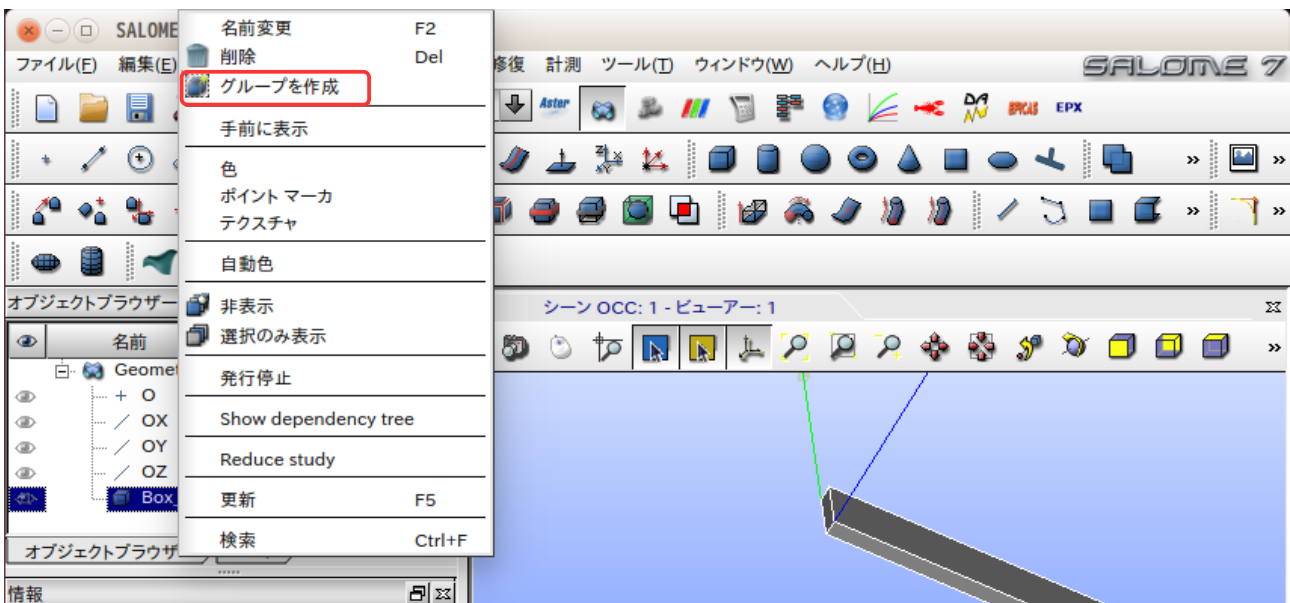 SALOME
ファイル(F) 編集(E) 修復 計測 ツール(T) ウィンドウ(W) ヘルプ(H)
SALOME 7
名前変更 F2
削除 Del
グループを作成
手前に表示
色
ポイント マーカ
テクスチャ
自動色
非表示
選択のみ表示
発行停止
Show dependency tree
Reduce study
更新 F5
検索 Ctrl+F
Aster
EPX
オブジェクトブラウザー
シーン OCC: 1 - ビューアー: 1
名前
Geomet
O
OX
OY
OZ
Box_
オブジェクトブラウザ
情報